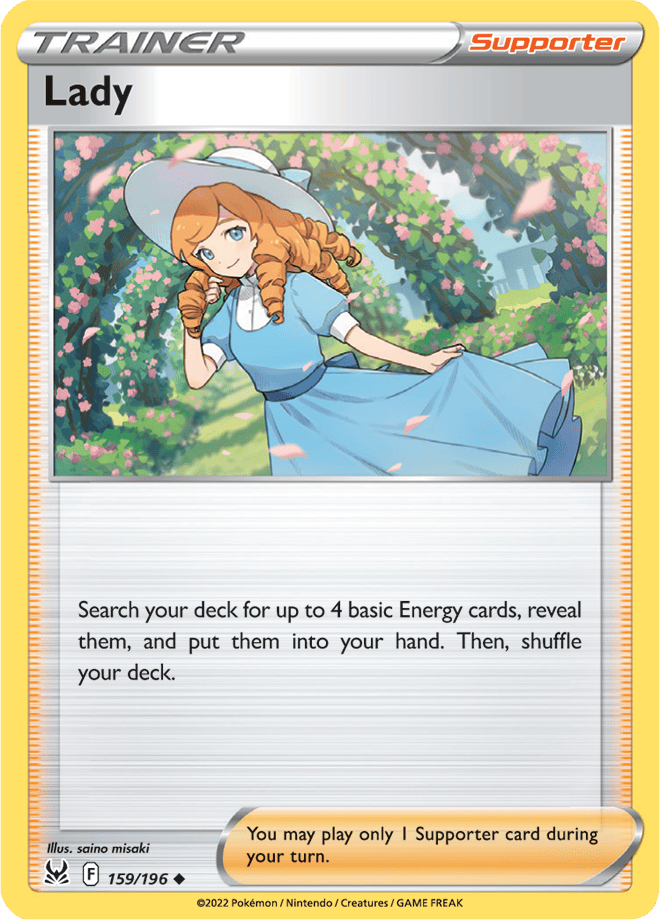 TRAINER
Supporter
Lady
Search your deck for up to 4 basic Energy cards, reveal
them, and put them into your hand. Then, shuffle
your deck.
Illus. saino misaki
You may play only 1 Supporter card during
your turn.
F 159/196 ◆
©2022 Pokémon / Nintendo / Creatures / GAME FREAK